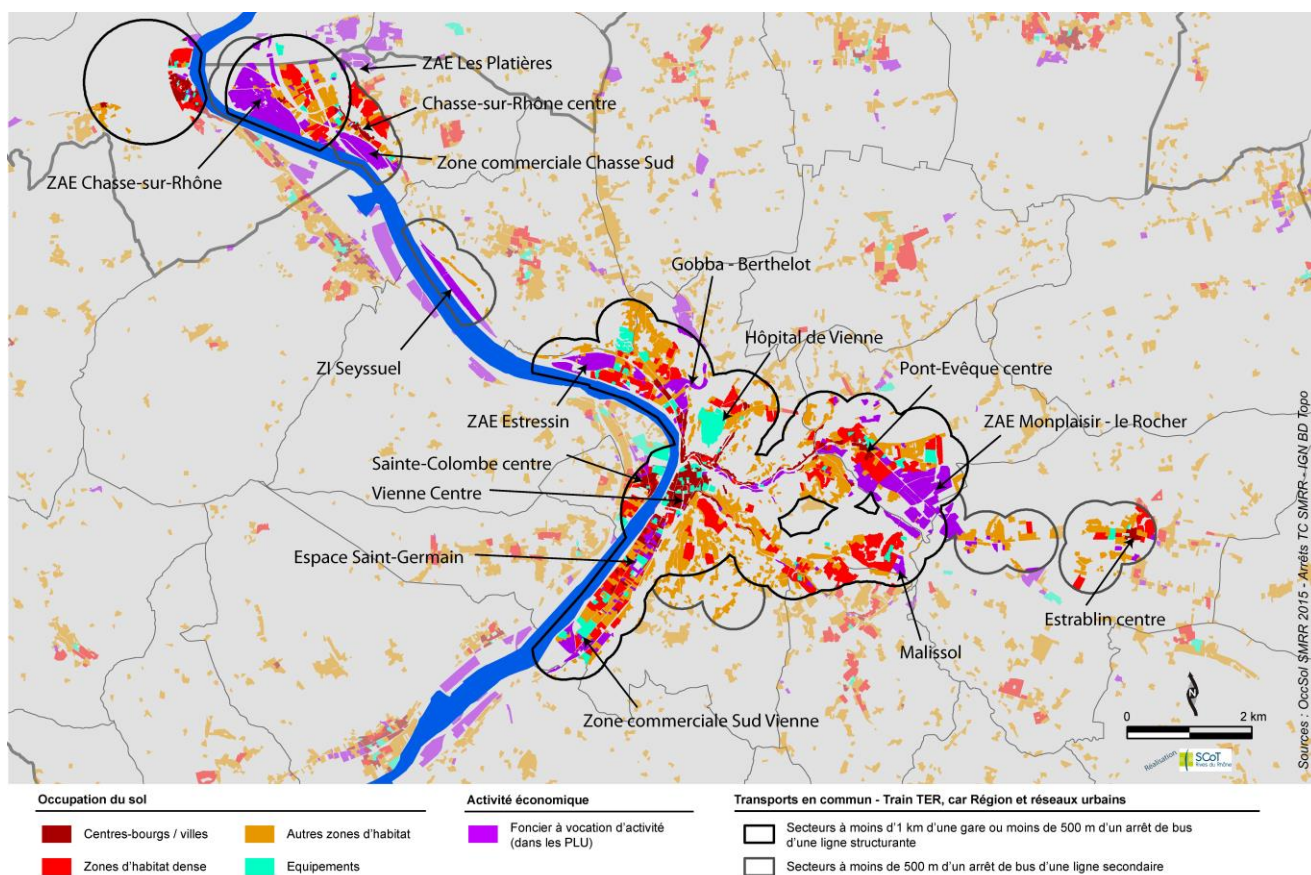 ZAE Les Platières
Chasse-sur-Rhône centre
Zone commerciale Chasse Sud
ZAE Chasse-sur-Rhône
Gobba - Berthelot
ZI Seyssuel
Hôpital de Vienne
Pont-Evêque centre
ZAE Estressin
ZAE Monplaisir - le Rocher
Sainte-Colombe centre
Vienne Centre
Espace Saint-Germain
Estrablin centre
Malissol
Zone commerciale Sud Vienne
N
0 2 km
Réalisation
SCoT
Rives du Rhône
Sources : OccSol SMRR 2015 - Arrêts TC SMRR - IGN BD Topo
Occupation du sol
Centres-bourgs / villes
Zones d'habitat dense
Autres zones d'habitat
Equipements
Activité économique
Foncier à vocation d'activité
(dans les PLU)
Transports en commun - Train TER, car Région et réseaux urbains
Secteurs à moins d'1 km d'une gare ou moins de 500 m d'un arrêt de bus
d'une ligne structurante
Secteurs à moins de 500 m d'un arrêt de bus d'une ligne secondaire